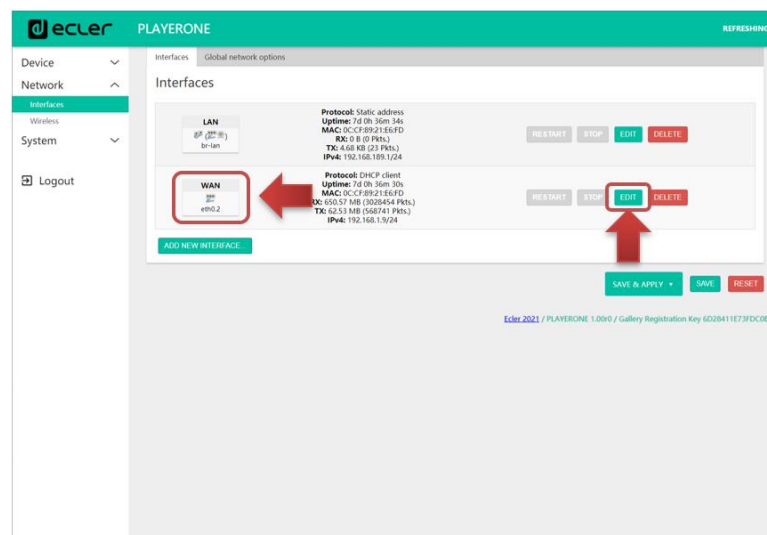 ecler
PLAYERONE
REFRESHING
Device
Network
Interfaces
Wireless
System
Logout
Interfaces Global network options
Interfaces
LAN
br-lan
Protocol: Static address
Uptime: 7d 0h 36m 34s
MAC: 0C:CF:89:21:E6:FD
RX: 0 B (0 Pkts.)
TX: 4.68 KB (23 Pkts.)
IPv4: 192.168.189.1/24
RESTART STOP EDIT DELETE
WAN
eth0.2
Protocol: DHCP client
Uptime: 7d 0h 36m 30s
MAC: 0C:CF:89:21:E6:FD
RX: 650.57 MB (3028454 Pkts.)
TX: 62.53 MB (568741 Pkts.)
IPv4: 192.168.1.9/24
RESTART STOP EDIT DELETE
ADD NEW INTERFACE...
SAVE & APPLY SAVE RESET
Ecler 2021 / PLAYERONE 1.00r0 / Gallery Registration Key 6D28411E73FDC0E